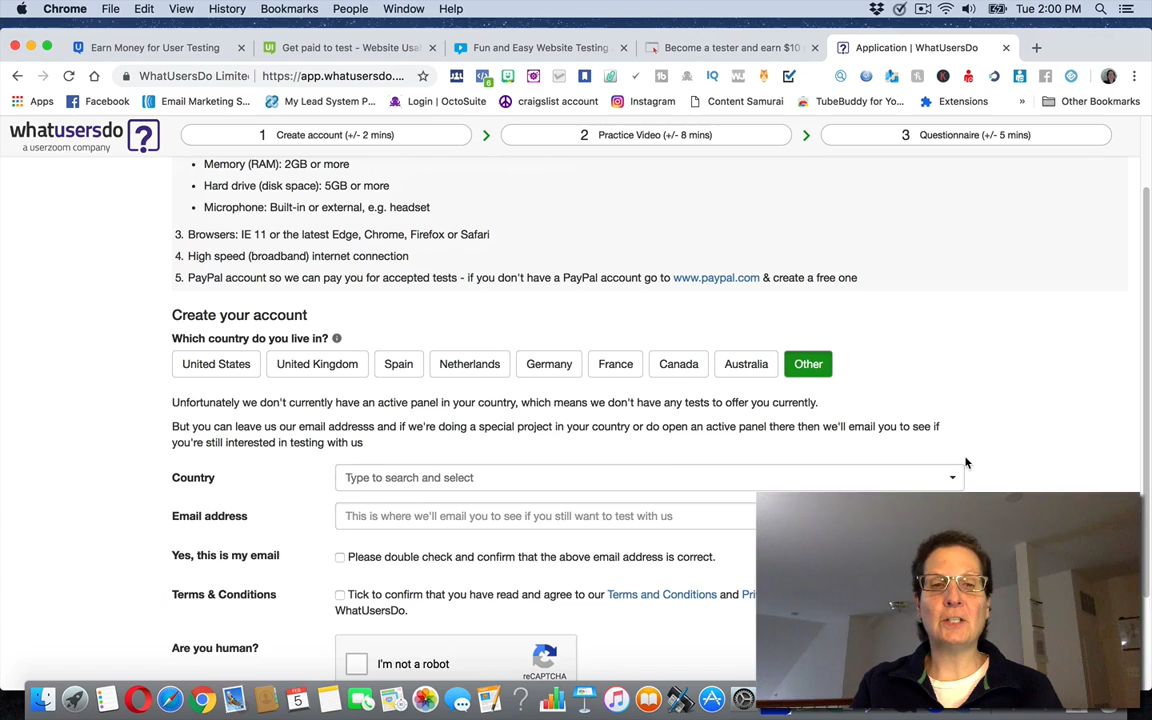 Chrome File Edit View History Bookmarks People Window Help Tue 2:00 PM
Earn Money for User Testing Get paid to test - Website Usa Fun and Easy Website Testing Become a tester and earn $10 Application | WhatUsersDo
WhatUsersDo Limite https://app.whatusersdo....
Apps Facebook Email Marketing S... My Lead System P... Login | OctoSuite craigslist account Instagram Content Samurai TubeBuddy for Yo... Extensions » Other Bookmarks
whatusersdo
a userzoom company
1 Create account (+/- 2 mins) 2 Practice Video (+/- 8 mins) 3 Questionnaire (+/- 5 mins)
• Memory (RAM): 2GB or more
• Hard drive (disk space): 5GB or more
• Microphone: Built-in or external, e.g. headset
3. Browsers: IE 11 or the latest Edge, Chrome, Firefox or Safari
4. High speed (broadband) internet connection
5. PayPal account so we can pay you for accepted tests - if you don't have a PayPal account go to www.paypal.com & create a free one
Create your account
Which country do you live in?
United States United Kingdom Spain Netherlands Germany France Canada Australia Other
Unfortunately we don't currently have an active panel in your country, which means we don't have any tests to offer you currently.
But you can leave us our email addresss and if we're doing a special project in your country or do open an active panel there then we'll email you to see if
you're still interested in testing with us
Country Type to search and select
Email address This is where we'll email you to see if you still want to test with us
Yes, this is my email Please double check and confirm that the above email address is correct.
Terms & Conditions Tick to confirm that you have read and agree to our Terms and Conditions and Pri
WhatUsersDo.
Are you human? I'm not a robot
reCAPTCHA